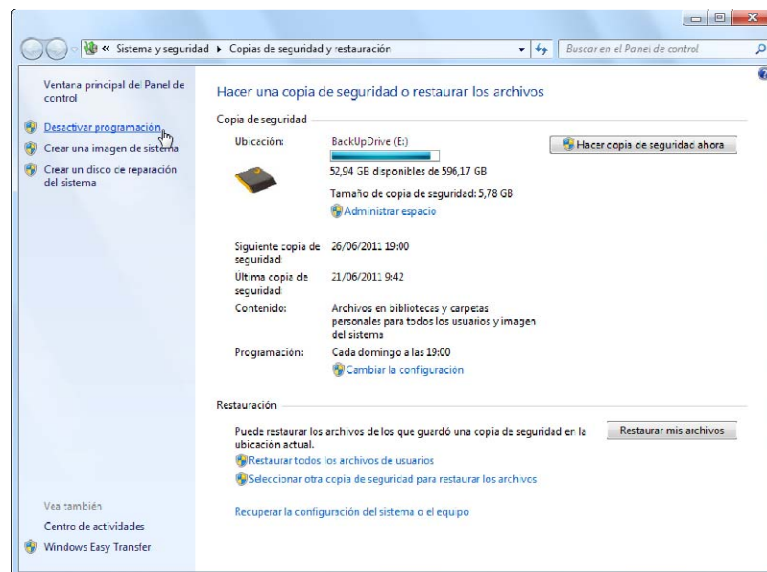 « Sistema y seguridad ▸ Copias de seguridad y restauración
Buscar en el Panel de control
Ventana principal del Panel de
control
Desactivar programación
Crear una imagen de sistema
Crear un disco de reparación
del sistema
Vea también
Centro de actividades
Windows Easy Transfer
Hacer una copia de seguridad o restaurar los archivos
Copia de seguridad
Ubicación:
BackUpDrive (E:)
Hacer copia de seguridad ahora
52,94 GB disponibles de 596,17 GB
Tamaño de copia de seguridad: 5,78 GB
Administrar espacio
Siguiente copia de
seguridad:
26/06/2011 19:00
Última copia de
seguridad:
21/06/2011 9:42
Contenido:
Archivos en bibliotecas y carpetas
personales para todos los usuarios y imagen
del sistema
Programación:
Cada domingo a las 19:00
Cambiar la configuración
Restauración
Puede restaurar los archivos de los que guardó una copia de seguridad en la
ubicación actual.
Restaurar mis archivos
Restaurar todos los archivos de usuarios
Seleccionar otra copia de seguridad para restaurar los archivos
Recuperar la configuración del sistema o el equipo